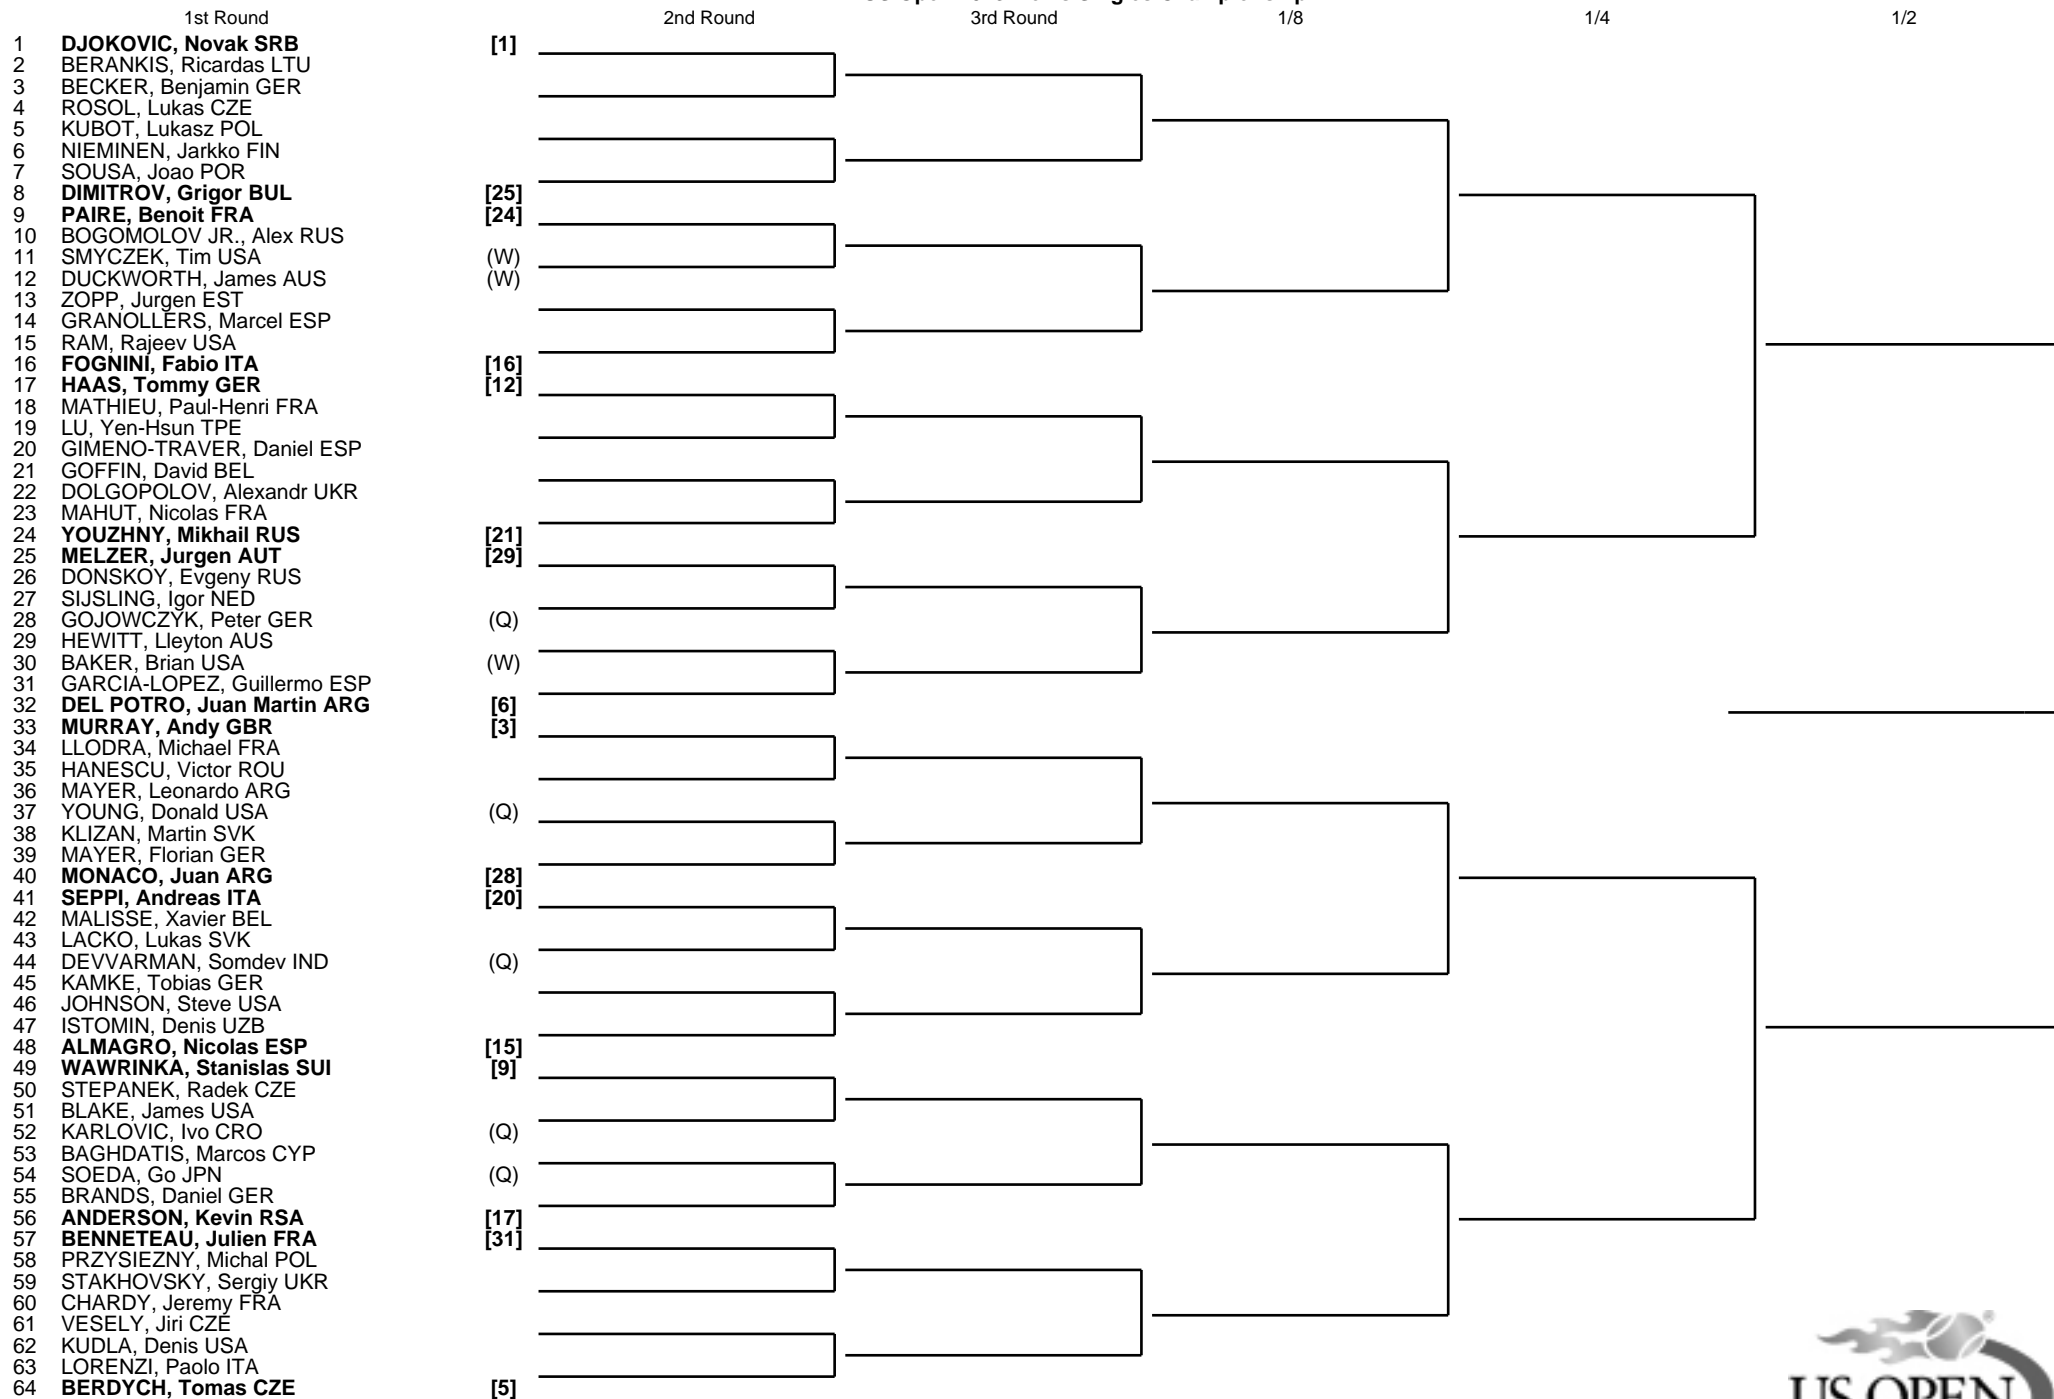 1st Round 2nd Round 3rd Round 1/8 1/4 1/2
1 DJOKOVIC, Novak SRB [1]
2 BERANKIS, Ricardas LTU
3 BECKER, Benjamin GER
4 ROSOL, Lukas CZE
5 KUBOT, Lukasz POL
6 NIEMINEN, Jarkko FIN
7 SOUSA, Joao POR
8 DIMITROV, Grigor BUL [25]
9 PAIRE, Benoit FRA [24]
10 BOGOMOLOV JR., Alex RUS
11 SMYCZEK, Tim USA (W)
12 DUCKWORTH, James AUS (W)
13 ZOPP, Jurgen EST
14 GRANOLLERS, Marcel ESP
15 RAM, Rajeev USA
16 FOGNINI, Fabio ITA [16]
17 HAAS, Tommy GER [12]
18 MATHIEU, Paul-Henri FRA
19 LU, Yen-Hsun TPE
20 GIMENO-TRAVER, Daniel ESP
21 GOFFIN, David BEL
22 DOLGOPOLOV, Alexandr UKR
23 MAHUT, Nicolas FRA
24 YOUZHNY, Mikhail RUS [21]
25 MELZER, Jurgen AUT [29]
26 DONSKOY, Evgeny RUS
27 SIJSLING, Igor NED
28 GOJOWCZYK, Peter GER (Q)
29 HEWITT, Lleyton AUS
30 BAKER, Brian USA (W)
31 GARCIA-LOPEZ, Guillermo ESP
32 DEL POTRO, Juan Martin ARG [6]
33 MURRAY, Andy GBR [3]
34 LLODRA, Michael FRA
35 HANESCU, Victor ROU
36 MAYER, Leonardo ARG
37 YOUNG, Donald USA (Q)
38 KLIZAN, Martin SVK
39 MAYER, Florian GER
40 MONACO, Juan ARG [28]
41 SEPPI, Andreas ITA [20]
42 MALISSE, Xavier BEL
43 LACKO, Lukas SVK
44 DEVVARMAN, Somdev IND (Q)
45 KAMKE, Tobias GER
46 JOHNSON, Steve USA
47 ISTOMIN, Denis UZB
48 ALMAGRO, Nicolas ESP [15]
49 WAWRINKA, Stanislas SUI [9]
50 STEPANEK, Radek CZE
51 BLAKE, James USA
52 KARLOVIC, Ivo CRO (Q)
53 BAGHDATIS, Marcos CYP
54 SOEDA, Go JPN (Q)
55 BRANDS, Daniel GER
56 ANDERSON, Kevin RSA [17]
57 BENNETEAU, Julien FRA [31]
58 PRZYSIEZNY, Michal POL
59 STAKHOVSKY, Sergiy UKR
60 CHARDY, Jeremy FRA
61 VESELY, Jiri CZE
62 KUDLA, Denis USA
63 LORENZI, Paolo ITA
64 BERDYCH, Tomas CZE [5]
US OPEN